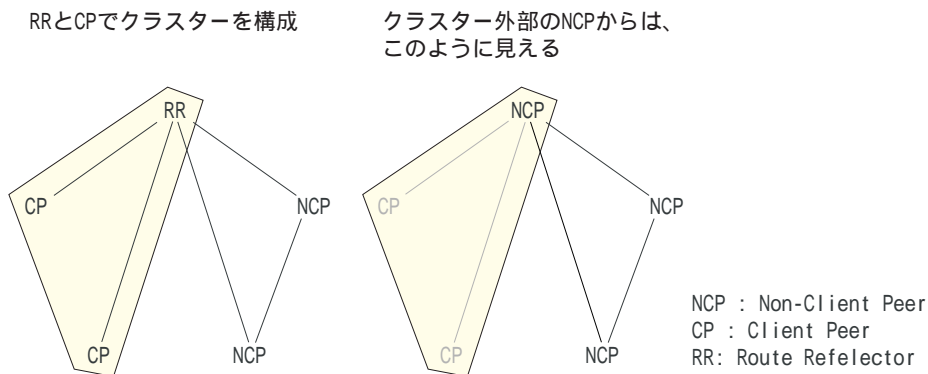 RRとCPでクラスターを構成
クラスター外部のNCPからは、
このように見える
RR
CP
NCP
CP
NCP
NCP
CP
NCP
CP
NCP
NCP : Non-Client Peer
CP : Client Peer
RR: Route Refelector